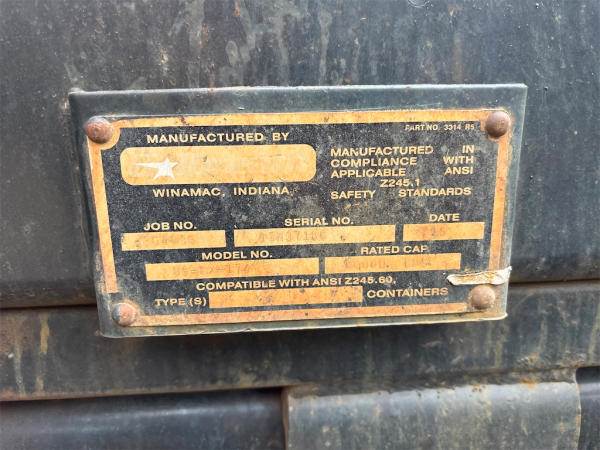 PART NO. 3314 R5
MANUFACTURED BY
WINAMAC, INDIANA
MANUFACTURED IN
COMPLIANCE WITH
APPLICABLE ANSI
Z245.1
SAFETY STANDARDS
JOB NO. SERIAL NO. DATE
MODEL NO. RATED CAP.
COMPATIBLE WITH ANSI Z245.60,
TYPE (S) CONTAINERS